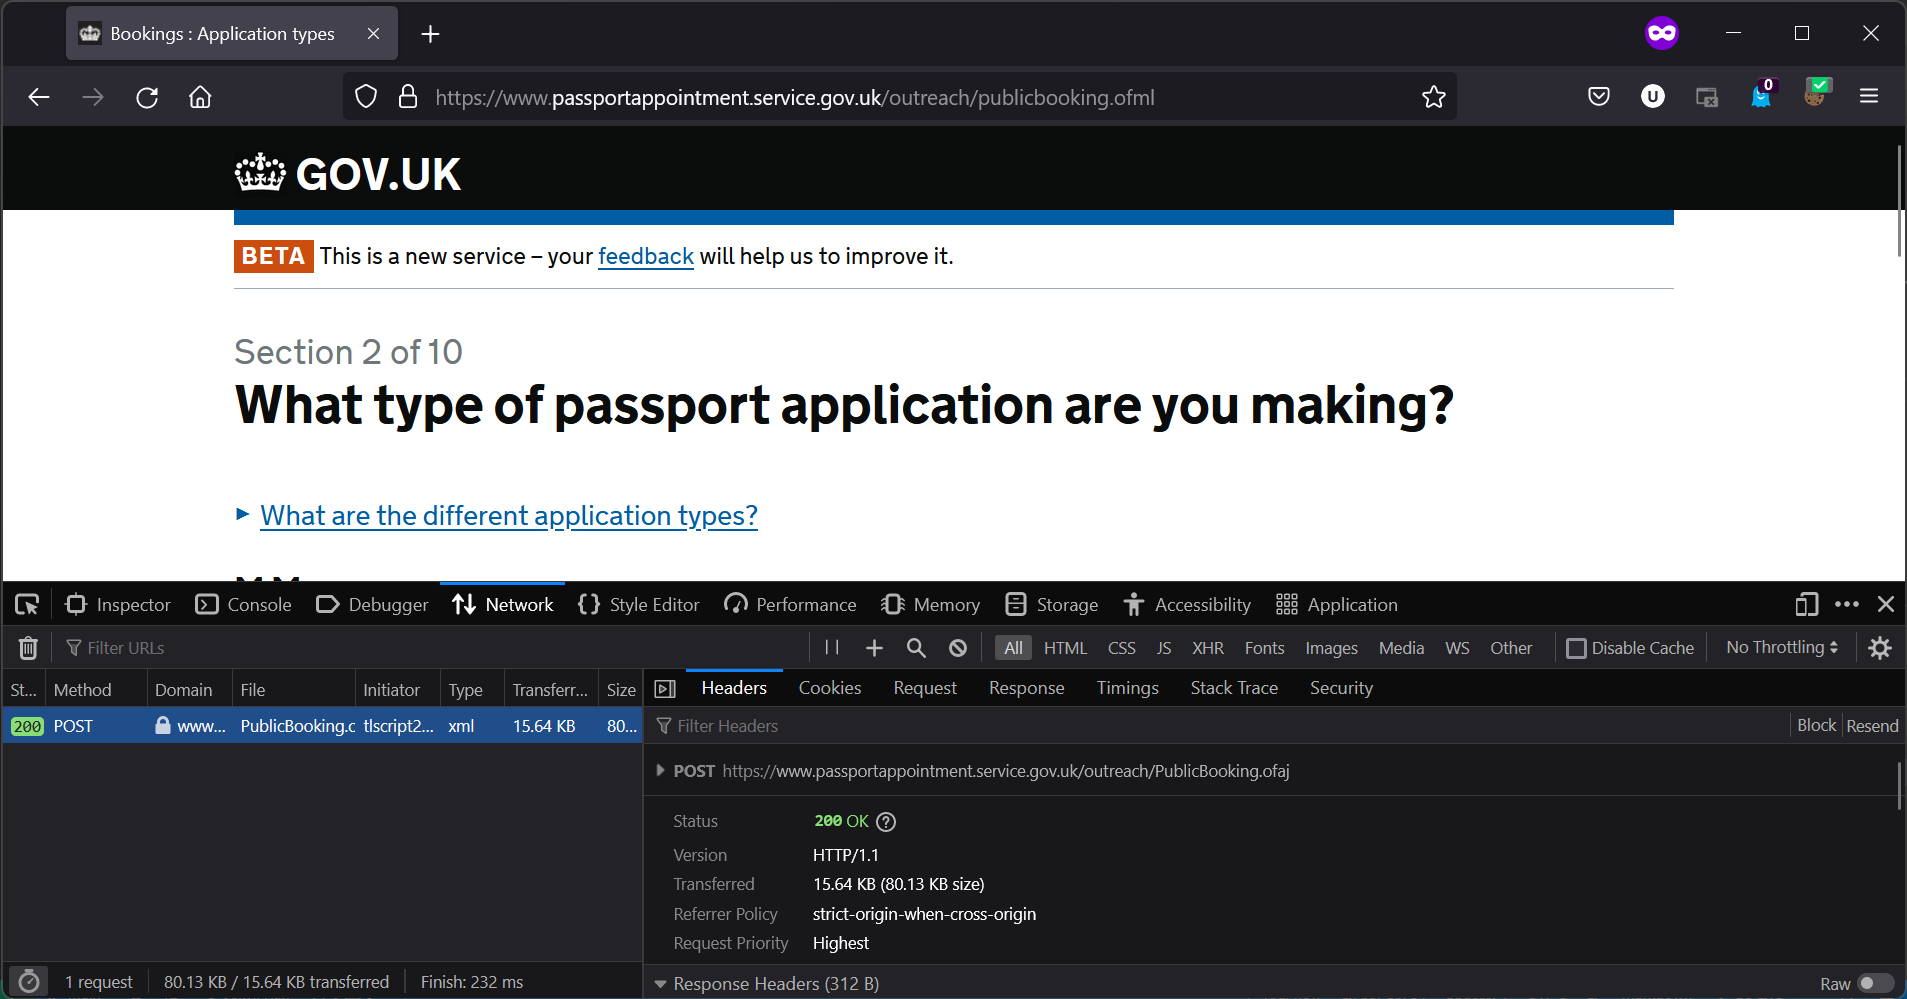 Bookings : Application types
https://www.passportappointment.service.gov.uk/outreach/publicbooking.ofml
0
GOV.UK
BETA This is a new service – your feedback will help us to improve it.
Section 2 of 10
What type of passport application are you making?
What are the different application types?
Inspector Console Debugger Network Style Editor Performance Memory Storage Accessibility Application
Filter URLs All HTML CSS JS XHR Fonts Images Media WS Other Disable Cache No Throttling
St... Method Domain File Initiator Type Transferr... Size
200 POST www... PublicBooking.c tlscript2... xml 15.64 KB 80...
Headers Cookies Request Response Timings Stack Trace Security
Filter Headers Block Resend
POST https://www.passportappointment.service.gov.uk/outreach/PublicBooking.ofaj
Status 200 OK ?
Version HTTP/1.1
Transferred 15.64 KB (80.13 KB size)
Referrer Policy strict-origin-when-cross-origin
Request Priority Highest
Response Headers (312 B) Raw
1 request 80.13 KB / 15.64 KB transferred Finish: 232 ms